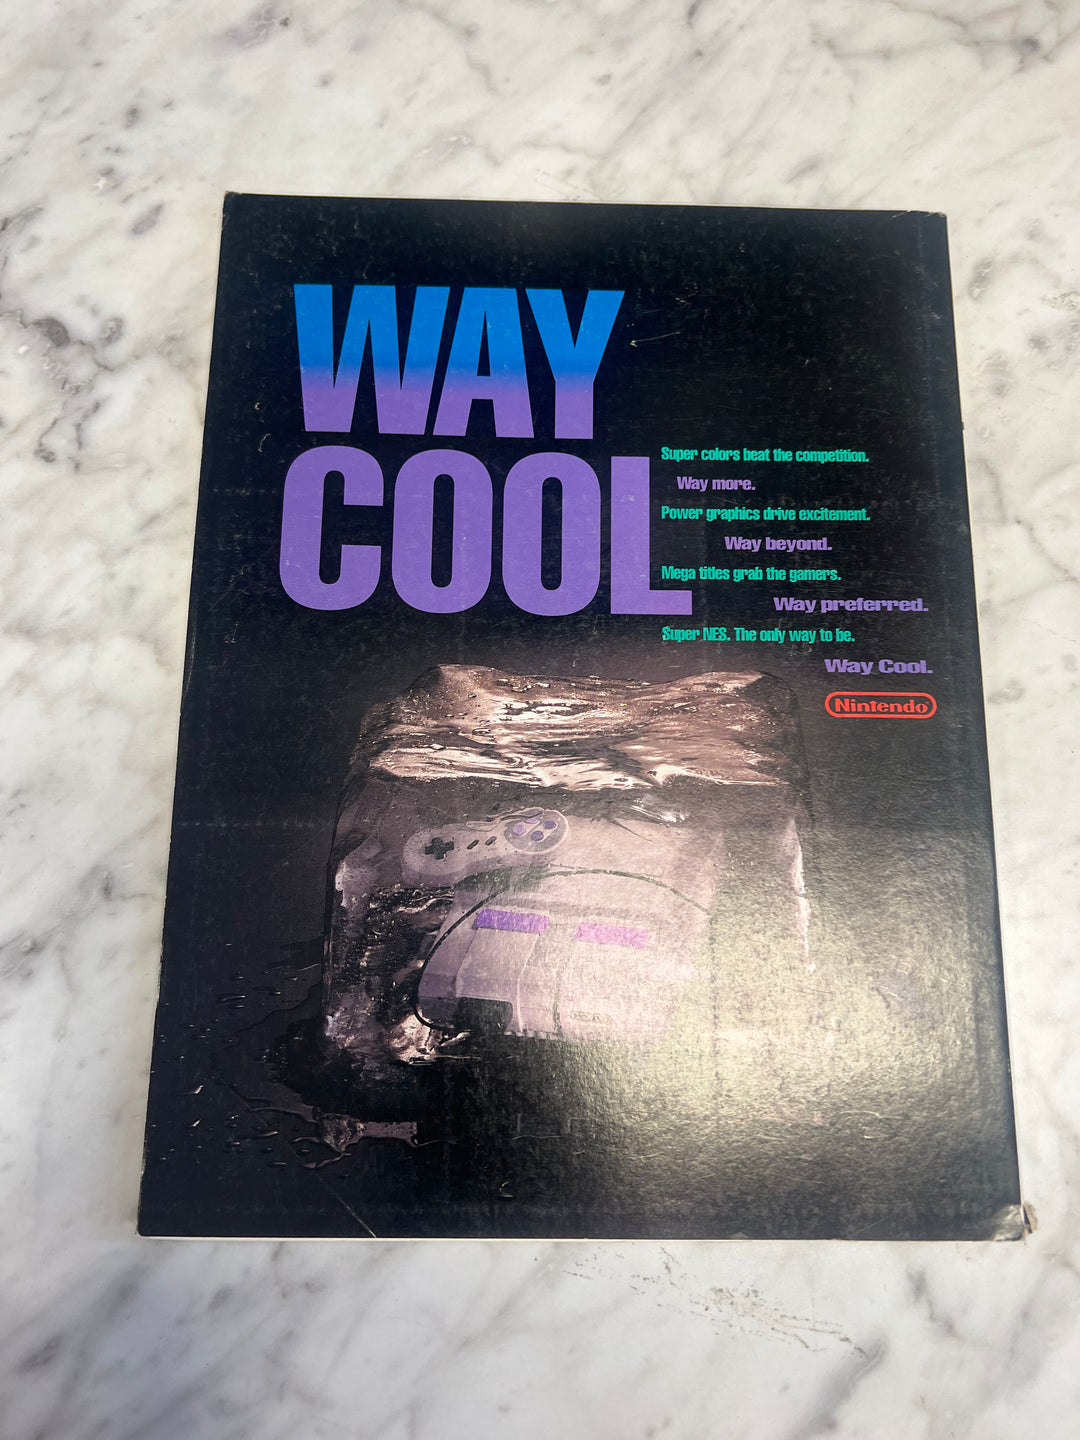 WAY
COOL
Super colors beat the competition.
Way more.
Power graphics drive excitement.
Way beyond.
Mega titles grab the gamers.
Way preferred.
Super NES. The only way to be.
Way Cool.
Nintendo®